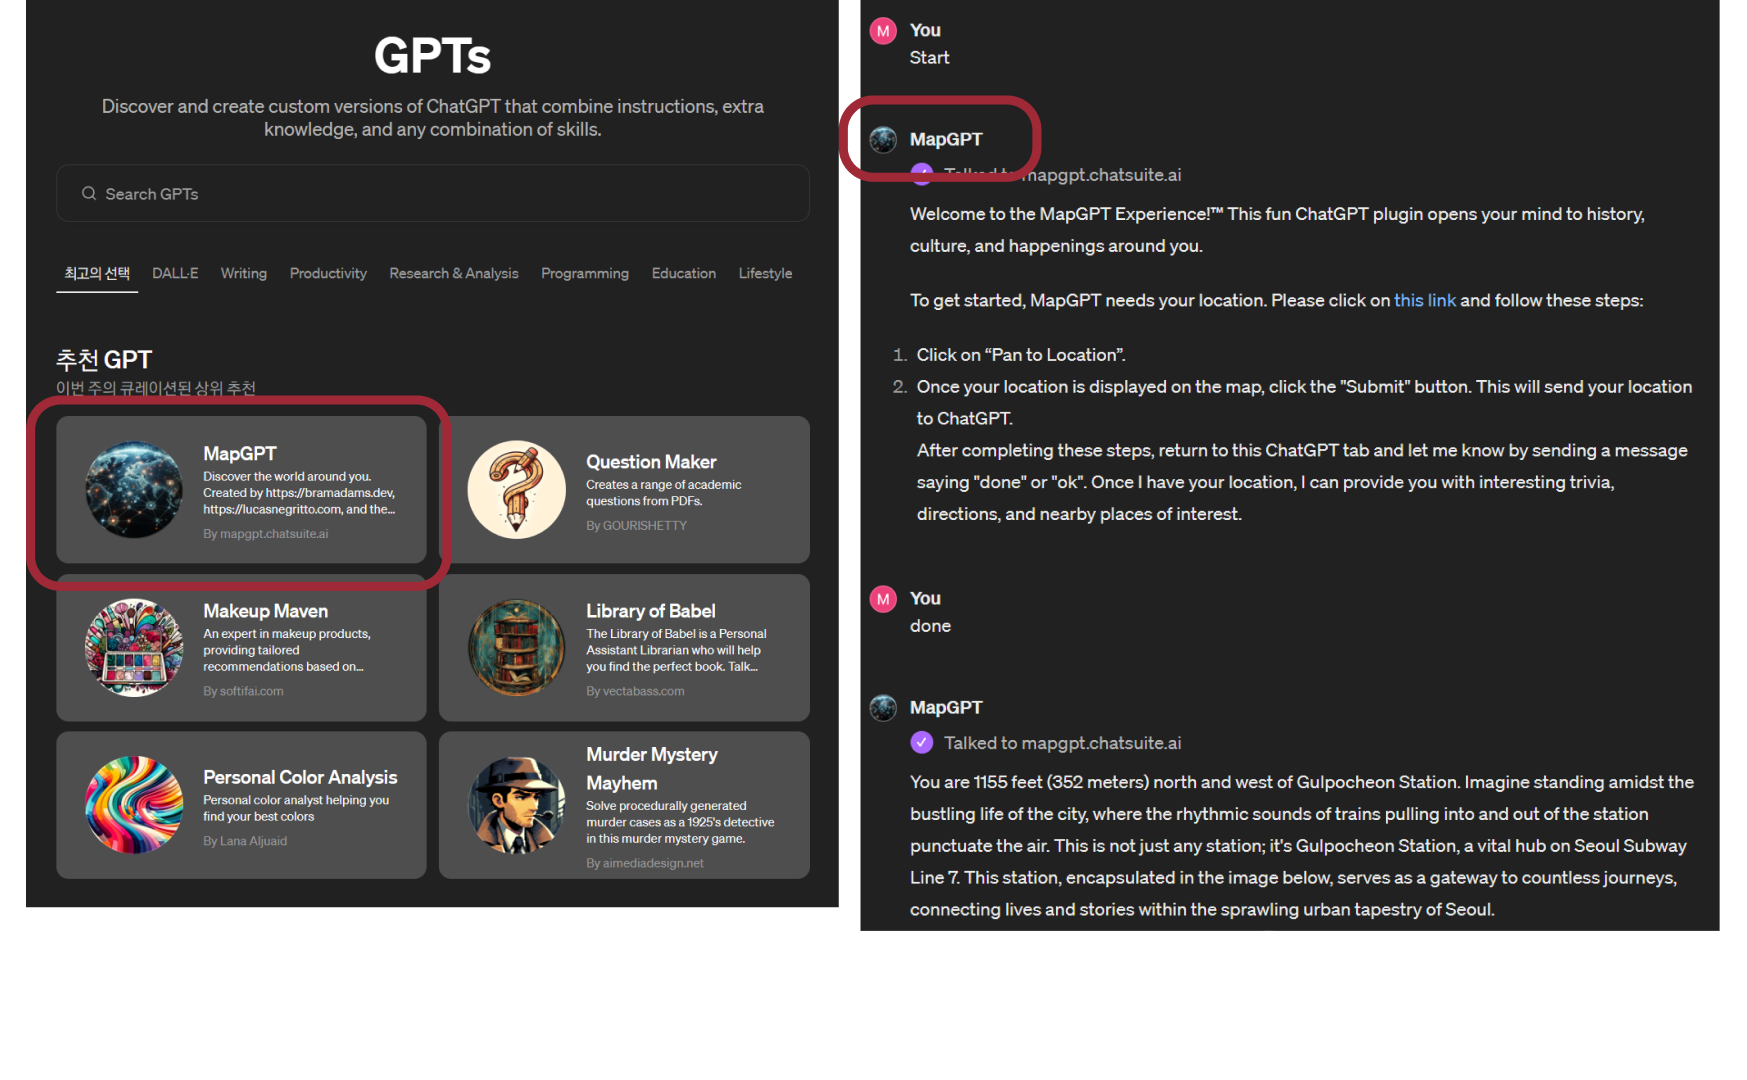 GPTs
Discover and create custom versions of ChatGPT that combine instructions, extra
knowledge, and any combination of skills.
Search GPTs
최고의 선택 DALL·E Writing Productivity Research & Analysis Programming Education Lifestyle
추천 GPT
이번 주의 큐레이션된 상위 추천
MapGPT
Discover the world around you.
Created by https://bramadams.dev,
https://lucasnegritto.com, and the...
By mapgpt.chatsuite.ai
Question Maker
Creates a range of academic
questions from PDFs.
By GOURISHETTY
Makeup Maven
An expert in makeup products,
providing tailored
recommendations based on...
By softifai.com
Library of Babel
The Library of Babel is a Personal
Assistant Librarian who will help
you find the perfect book. Talk...
By vectabass.com
Personal Color Analysis
Personal color analyst helping you
find your best colors
By Lana Aljuaid
Murder Mystery
Mayhem
Solve procedurally generated
murder cases as a 1925's detective
in this murder mystery game.
By aimediadesign.net
M You
Start
MapGPT
Talked to mapgpt.chatsuite.ai
Welcome to the MapGPT Experience!™ This fun ChatGPT plugin opens your mind to history,
culture, and happenings around you.
To get started, MapGPT needs your location. Please click on this link and follow these steps:
1. Click on “Pan to Location”.
2. Once your location is displayed on the map, click the "Submit" button. This will send your location
to ChatGPT.
After completing these steps, return to this ChatGPT tab and let me know by sending a message
saying "done" or "ok". Once I have your location, I can provide you with interesting trivia,
directions, and nearby places of interest.
M You
done
MapGPT
Talked to mapgpt.chatsuite.ai
You are 1155 feet (352 meters) north and west of Gulpocheon Station. Imagine standing amidst the
bustling life of the city, where the rhythmic sounds of trains pulling into and out of the station
punctuate the air. This is not just any station; it's Gulpocheon Station, a vital hub on Seoul Subway
Line 7. This station, encapsulated in the image below, serves as a gateway to countless journeys,
connecting lives and stories within the sprawling urban tapestry of Seoul.